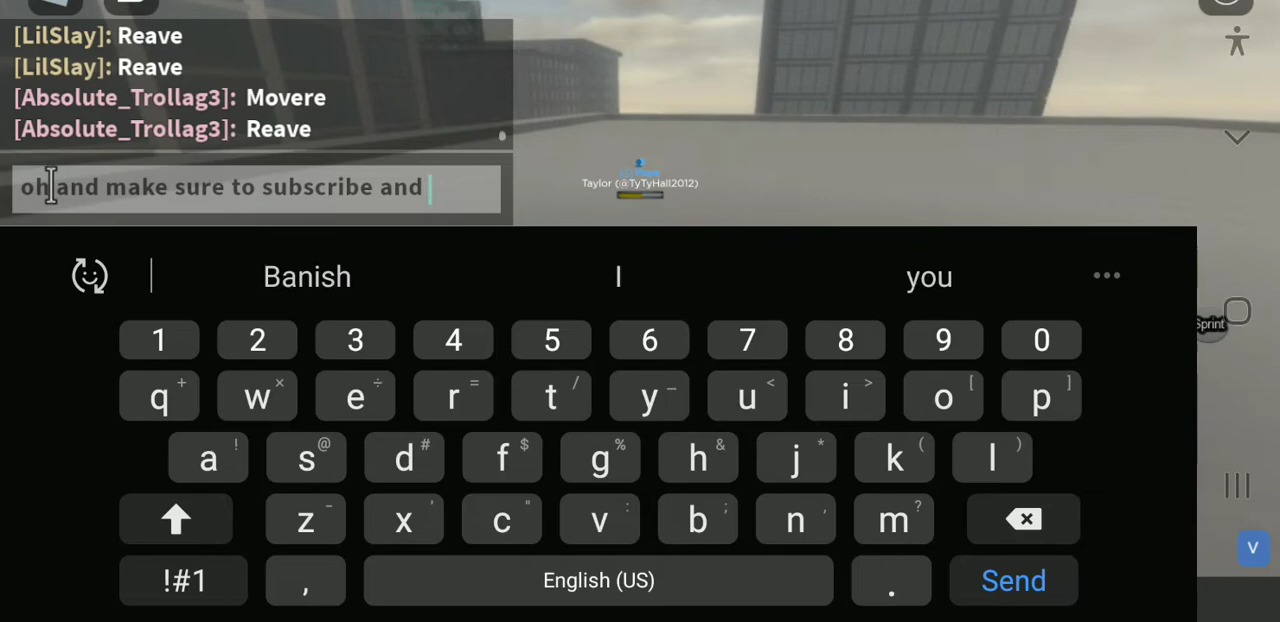 [LilSlay]: Reave
[LilSlay]: Reave
[Absolute_Trollag3]: Movere
[Absolute_Trollag3]: Reave
oh and make sure to subscribe and
Taylor (@TyTyHall2012)
Banish I you
1 2 3 4 5 6 7 8 9 0
Sprint
q + w × e ÷ r = t / y _ u < i > o [ p ]
a ! s @ d # f $ g % h & j * k ( l )
z - x ' c " v : b ; n , m ?
V
!#1 , English (US) . Send